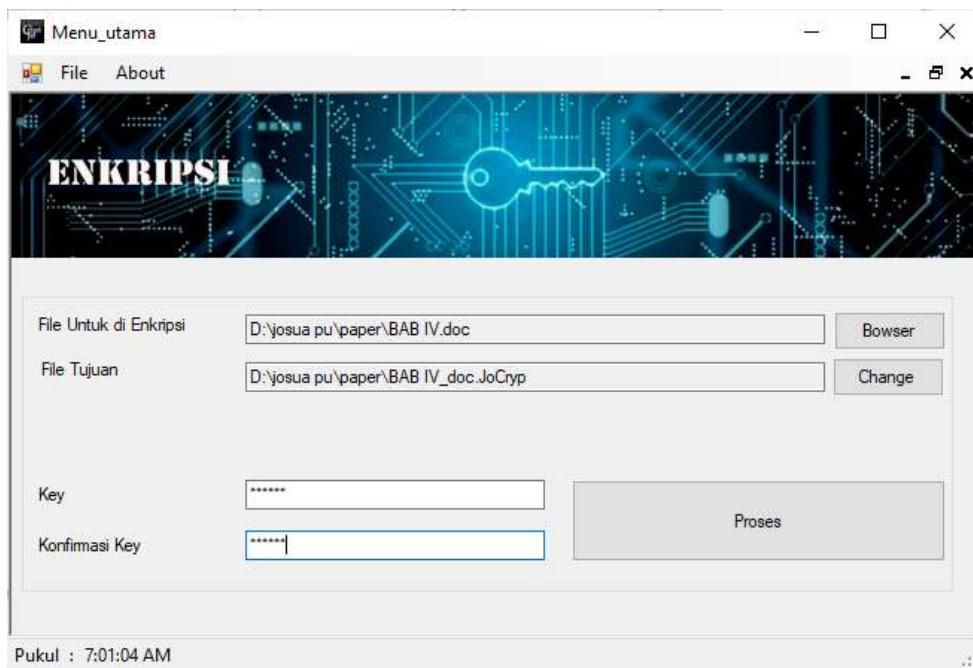 Menu_utama
File About
ENKRIPSI
File Untuk di Enkripsi D:\josua pu\paper\BAB IV.doc Bowser
File Tujuan D:\josua pu\paper\BAB IV_doc.JoCryp Change
Key ******
Proses
Konfirmasi Key ******
Pukul : 7:01:04 AM